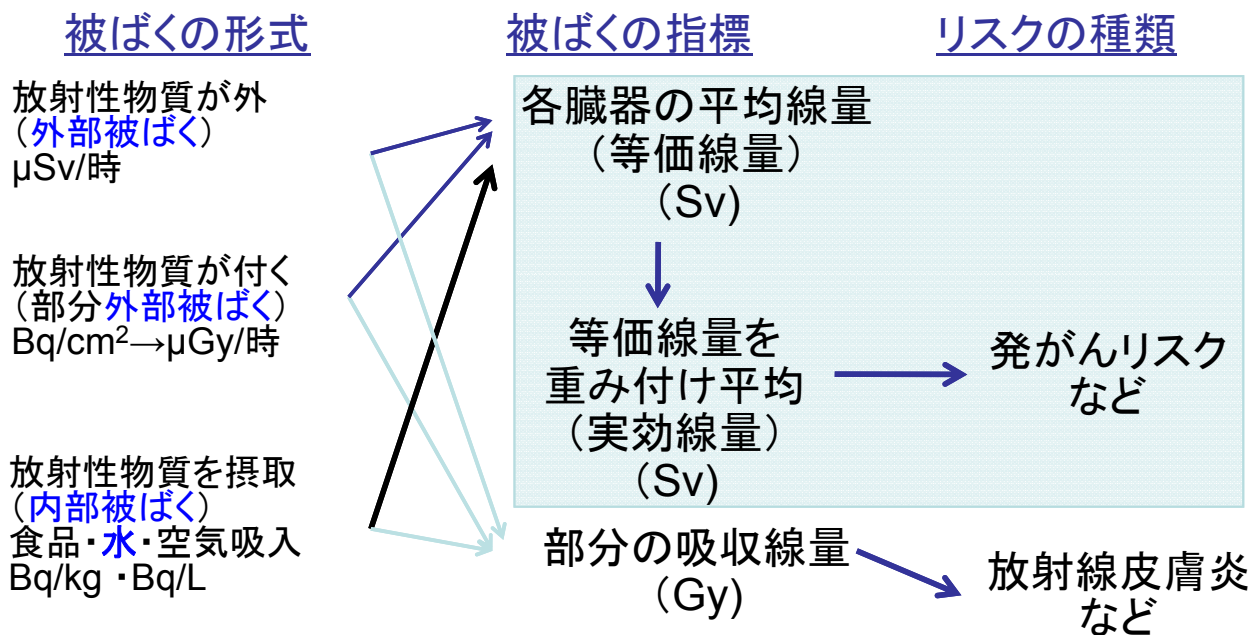 被ばくの形式
被ばくの指標
リスクの種類
放射性物質が外
（外部被ばく）
μSv/時
放射性物質が付く
（部分外部被ばく）
Bq/cm²→μGy/時
放射性物質を摂取
（内部被ばく）
食品・水・空気吸入
Bq/kg ・Bq/L
各臓器の平均線量
（等価線量）
（Sv)
等価線量を
重み付け平均
（実効線量）
（Sv)
部分の吸収線量
（Gy)
発がんリスク
など
放射線皮膚炎
など